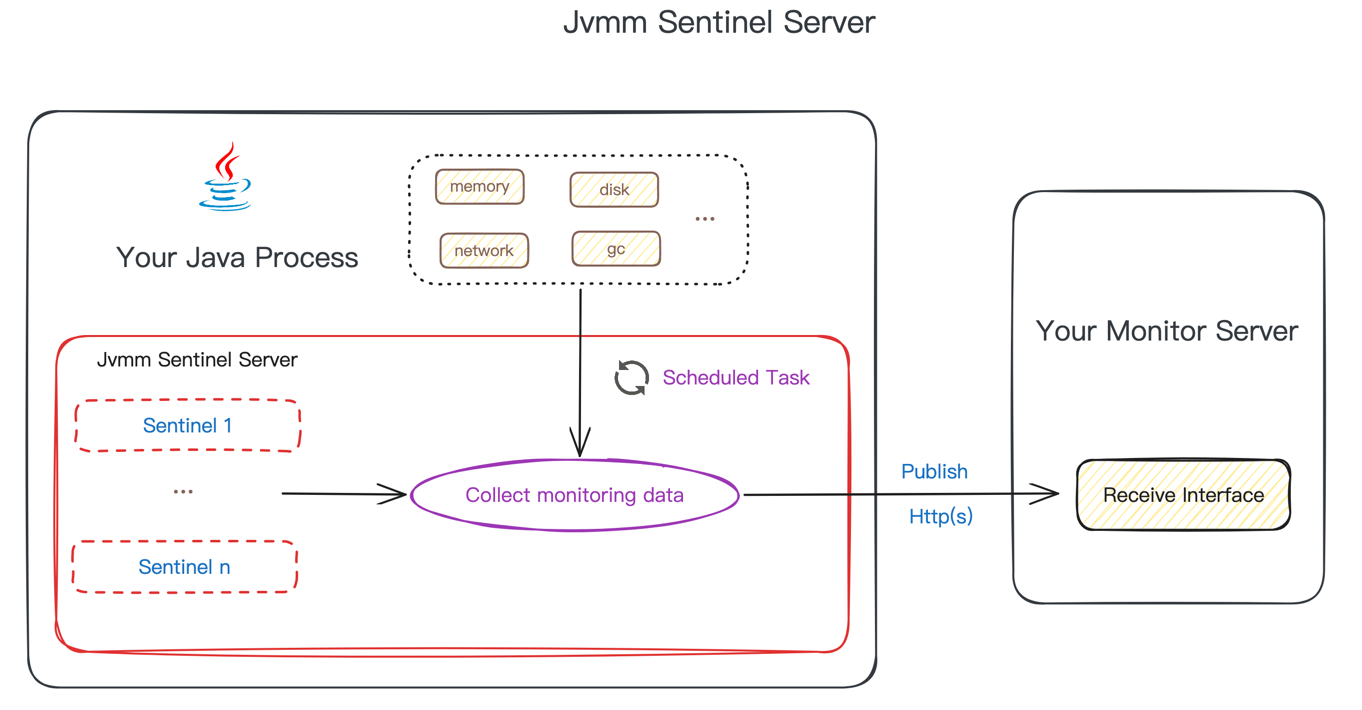 Jvmm Sentinel Server
Your Java Process
memory
disk
...
network
gc
Jvmm Sentinel Server
Sentinel 1
...
Sentinel n
Scheduled Task
Collect monitoring data
Publish
Http(s)
Your Monitor Server
Receive Interface